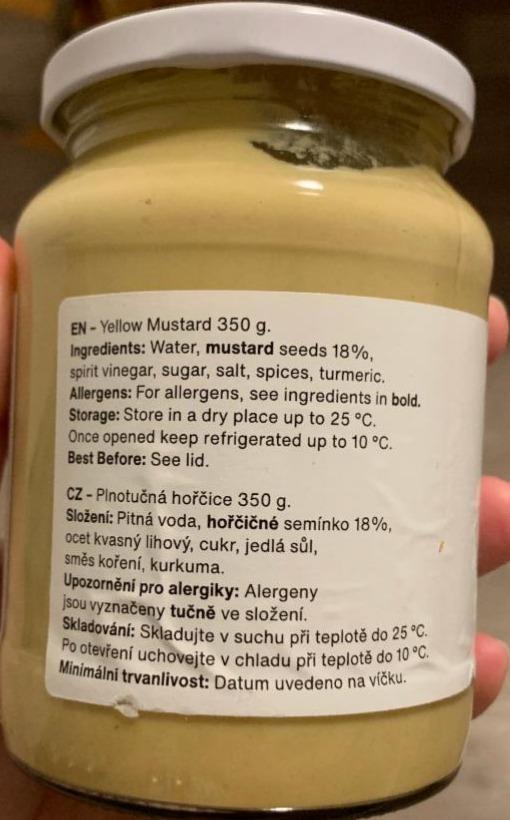 EN - Yellow Mustard 350 g.
Ingredients: Water, mustard seeds 18%,
spirit vinegar, sugar, salt, spices, turmeric.
Allergens: For allergens, see ingredients in bold.
Storage: Store in a dry place up to 25 °C.
Once opened keep refrigerated up to 10 °C.
Best Before: See lid.
CZ - Plnotučná hořčice 350 g.
Složení: Pitná voda, hořčičné semínko 18%,
ocet kvasný lihový, cukr, jedlá sůl,
směs koření, kurkuma.
Upozornění pro alergiky: Alergeny
jsou vyznačeny tučně ve složení.
Skladování: Skladujte v suchu při teplotě do 25 °C.
Po otevření uchovejte v chladu při teplotě do 10 °C.
Minimální trvanlivost: Datum uvedeno na víčku.